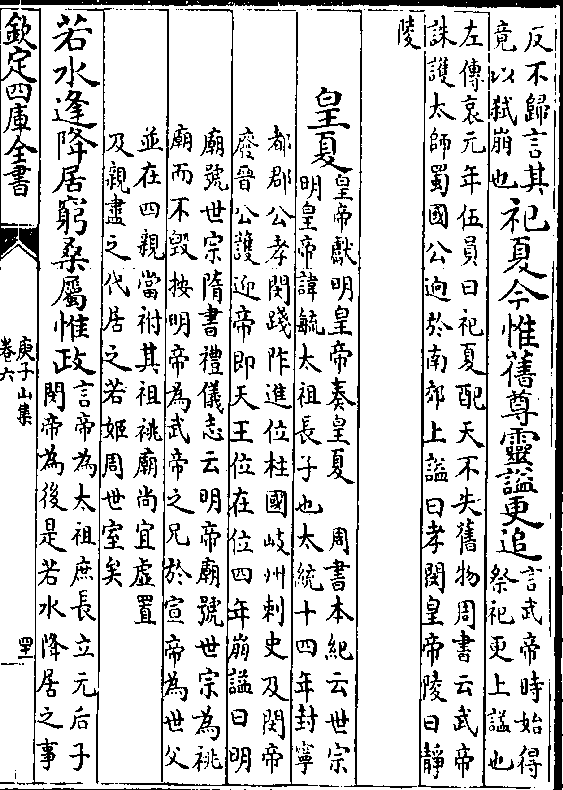 反不歸言其
竟以弑崩也
祀夏今惟舊尊靈諡更追
言武帝時始得
祭祀更上諡也
左傳哀元年伍員曰祀夏配天不失舊物周書云武帝
誅護太師蜀國公迥於南郊上諡曰孝閔皇帝陵曰靜
陵
皇夏
皇帝獻明皇帝奏皇夏　周書本紀云世宗
明皇帝諱毓太祖長子也太統十四年封寧
都郡公孝閔踐阼進位柱國岐州刺史及閔帝
廢晉公護迎帝即天王位在位四年崩諡曰明
廟號世宗隋書禮儀志云明帝廟號世宗為祧
廟而不毀按明帝為武帝之兄於宣帝為世父
並在四親當祔其祖祧廟尚宜虛置
及親盡之代居之若姬周世室矣
若水逢降居窮桑屬惟政
言帝為太祖庶長立元后子
閔帝為後是若水降居之事
欽定四庫全書
庾子山集
卷六